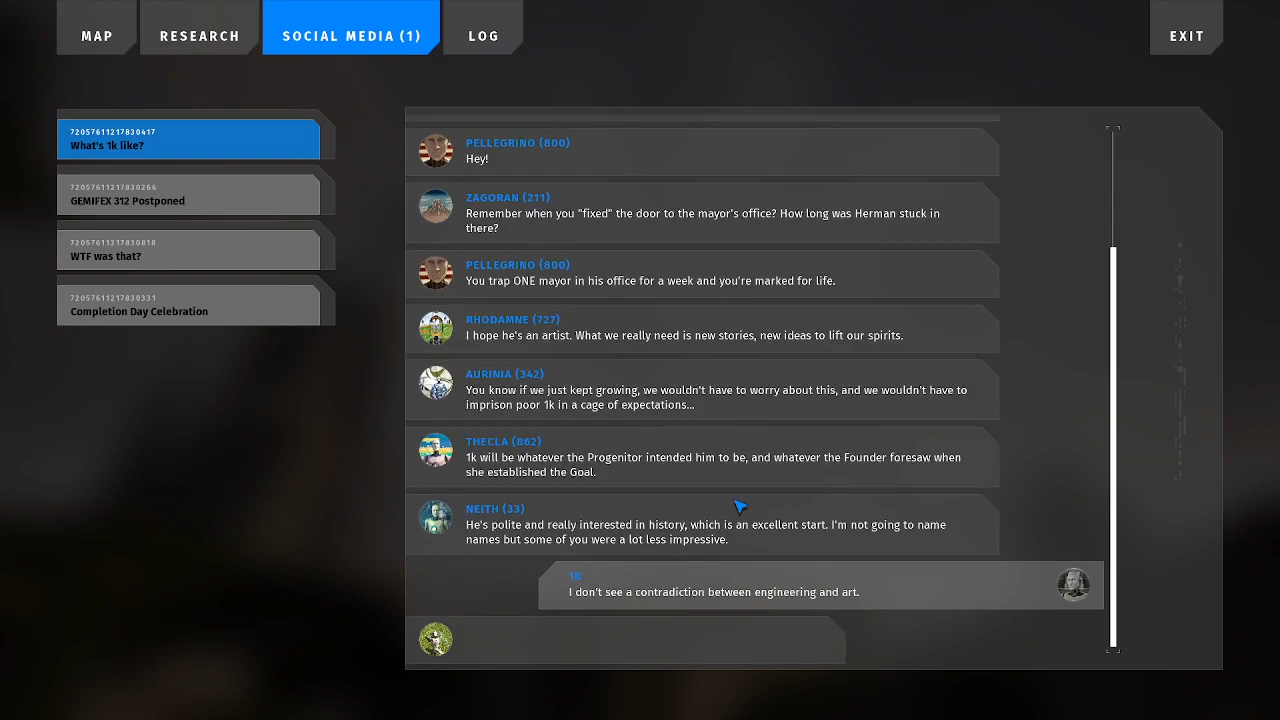 MAP
RESEARCH
SOCIAL MEDIA (1)
LOG
EXIT
72057611217830417
What's 1k like?
72057611217830266
GEMIFEX 312 Postponed
72057611217830818
WTF was that?
72057611217830331
Completion Day Celebration
PELLEGRINO (800)
Hey!
ZAGORAN (211)
Remember when you "fixed" the door to the mayor's office? How long was Herman stuck in
there?
PELLEGRINO (800)
You trap ONE mayor in his office for a week and you're marked for life.
RHODAMNE (727)
I hope he's an artist. What we really need is new stories, new ideas to lift our spirits.
AURINIA (342)
You know if we just kept growing, we wouldn't have to worry about this, and we wouldn't have to
imprison poor 1k in a cage of expectations...
THECLA (862)
1k will be whatever the Progenitor intended him to be, and whatever the Founder foresaw when
she established the Goal.
NEITH (33)
He's polite and really interested in history, which is an excellent start. I'm not going to name
names but some of you were a lot less impressive.
1K
I don't see a contradiction between engineering and art.